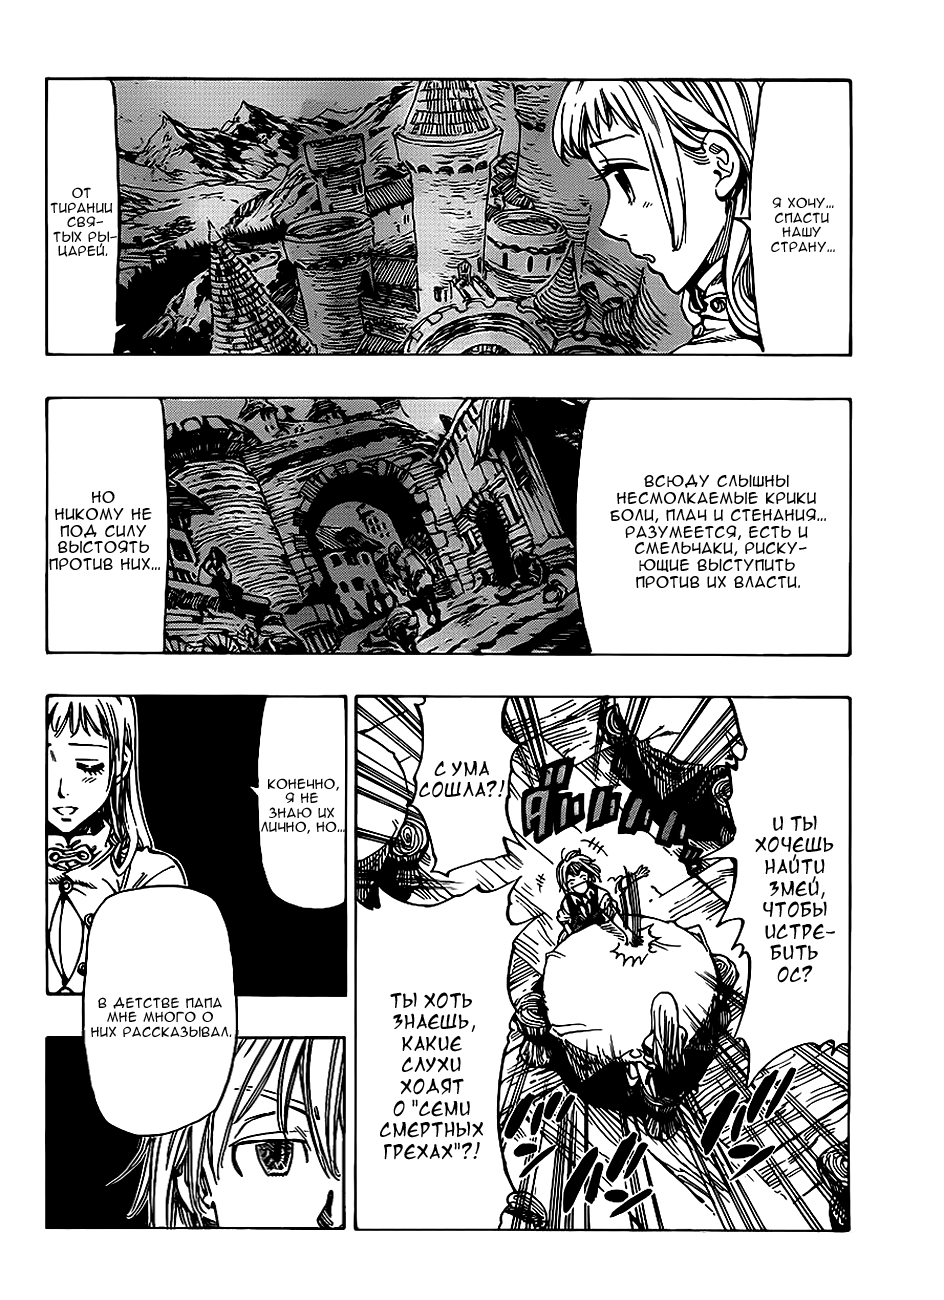 Я ХОЧУ...
СПАСТИ
НАШУ
СТРАНУ...
ОТ
ТИРАНИИ
СВЯ-
ТЫХ РЫ-
ЦАРЕЙ.
ВСЮДУ СЛЫШНЫ
НЕСМОЛКАЕМЫЕ КРИКИ
БОЛИ, ПЛАЧ И СТЕНАНИЯ...
РАЗУМЕЕТСЯ, ЕСТЬ И
СМЕЛЬЧАКИ, РИСКУ-
ЮЩИЕ ВЫСТУПИТЬ
ПРОТИВ ИХ ВЛАСТИ.
НО
НИКОМУ НЕ
ПОД СИЛУ
ВЫСТОЯТЬ
ПРОТИВ НИХ...
И ТЫ
ХОЧЕШЬ
НАЙТИ
ЗМЕЙ,
ЧТОБЫ
ИСТРЕ-
БИТЬ
ОС?
С УМА
СОШЛА?!
ТЫ ХОТЬ
ЗНАЕШЬ,
КАКИЕ
СЛУХИ
ХОДЯТ
О "СЕМИ
СМЕРТНЫХ
ГРЕХАХ"?!
КОНЕЧНО,
Я НЕ
ЗНАЮ ИХ
ЛИЧНО, НО...
В ДЕТСТВЕ ПАПА
МНЕ МНОГО О
НИХ РАССКАЗЫВАЛ.